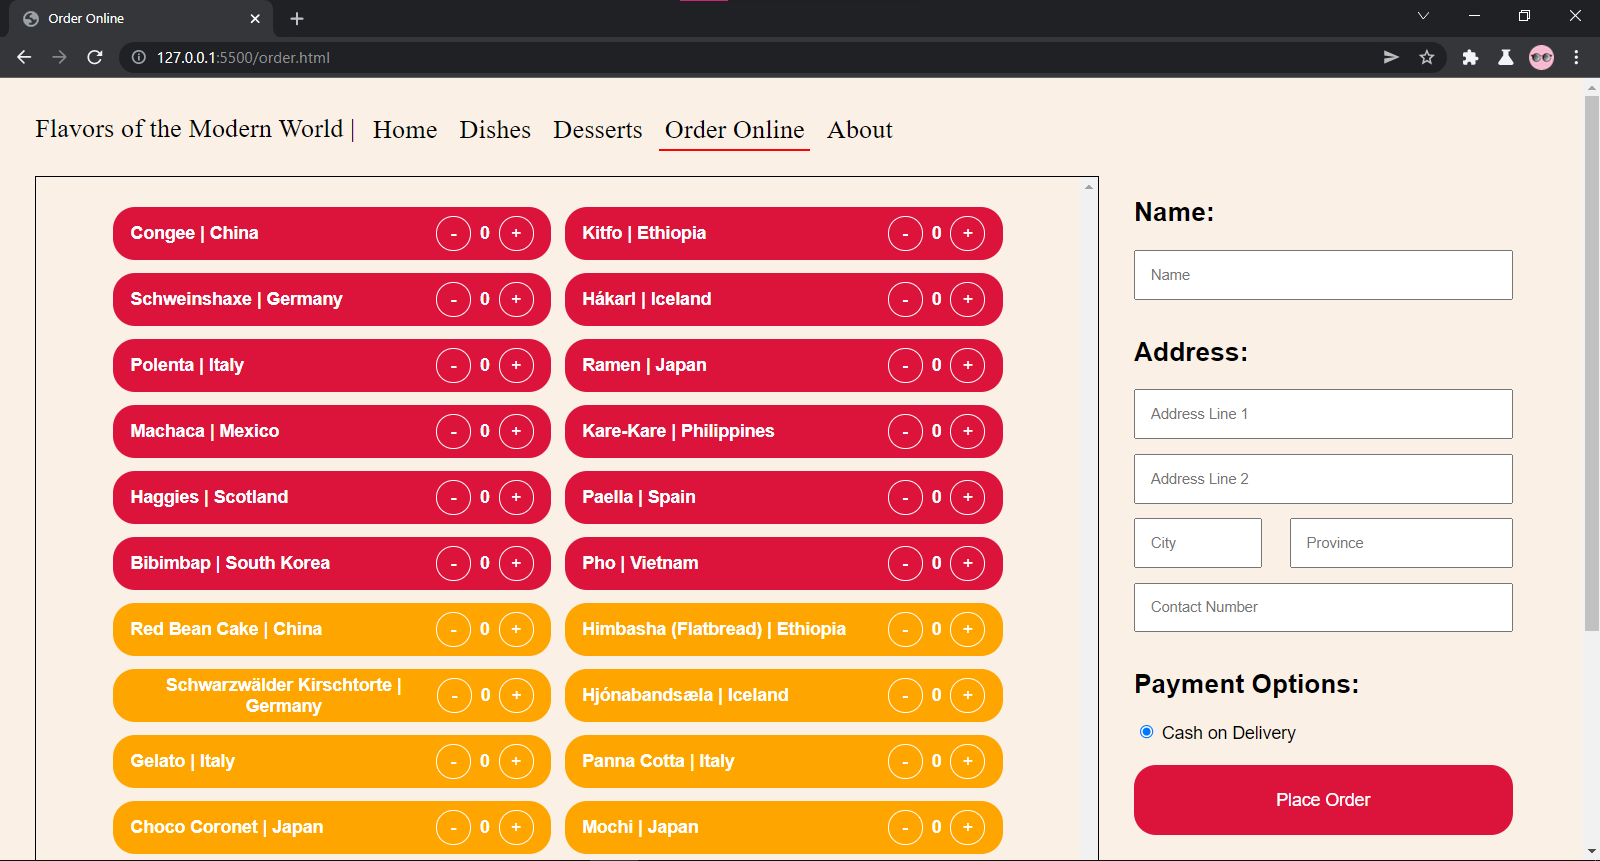 Order Online
127.0.0.1:5500/order.html
Flavors of the Modern World | Home Dishes Desserts Order Online About
Congee | China - 0 +
Kitfo | Ethiopia - 0 +
Schweinshaxe | Germany - 0 +
Hákarl | Iceland - 0 +
Polenta | Italy - 0 +
Ramen | Japan - 0 +
Machaca | Mexico - 0 +
Kare-Kare | Philippines - 0 +
Haggies | Scotland - 0 +
Paella | Spain - 0 +
Bibimbap | South Korea - 0 +
Pho | Vietnam - 0 +
Red Bean Cake | China - 0 +
Himbasha (Flatbread) | Ethiopia - 0 +
Schwarzwälder Kirschtorte |
Germany - 0 +
Hjónabandsæla | Iceland - 0 +
Gelato | Italy - 0 +
Panna Cotta | Italy - 0 +
Choco Coronet | Japan - 0 +
Mochi | Japan - 0 +
Name:
Name
Address:
Address Line 1
Address Line 2
City
Province
Contact Number
Payment Options:
Cash on Delivery
Place Order